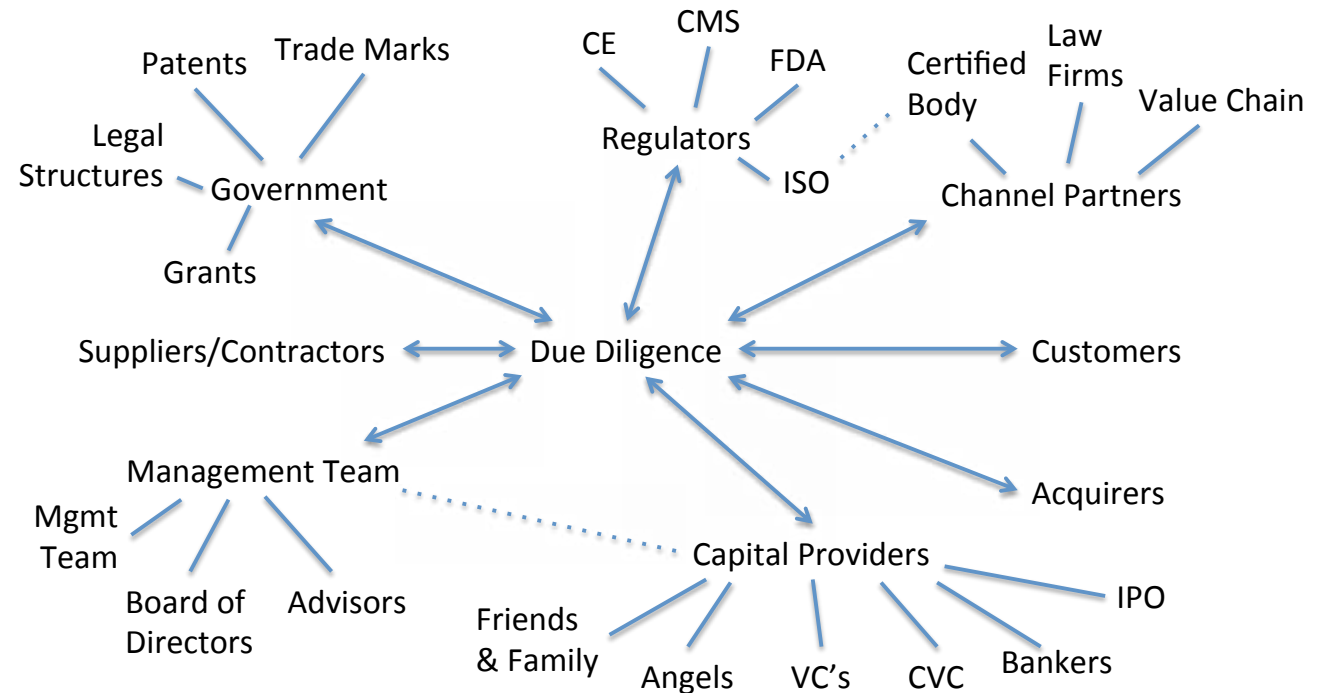 CMS
Trade Marks
CE
Law
Firms
Patents
FDA
Certified
Body
Value Chain
Legal
Structures
Regulators
Government
ISO
Channel Partners
Grants
Suppliers/Contractors
Due Diligence
Customers
Management Team
Acquirers
Mgmt
Team
Capital Providers
Board of
Directors
Advisors
Friends
& Family
IPO
Angels
VC’s
CVC
Bankers